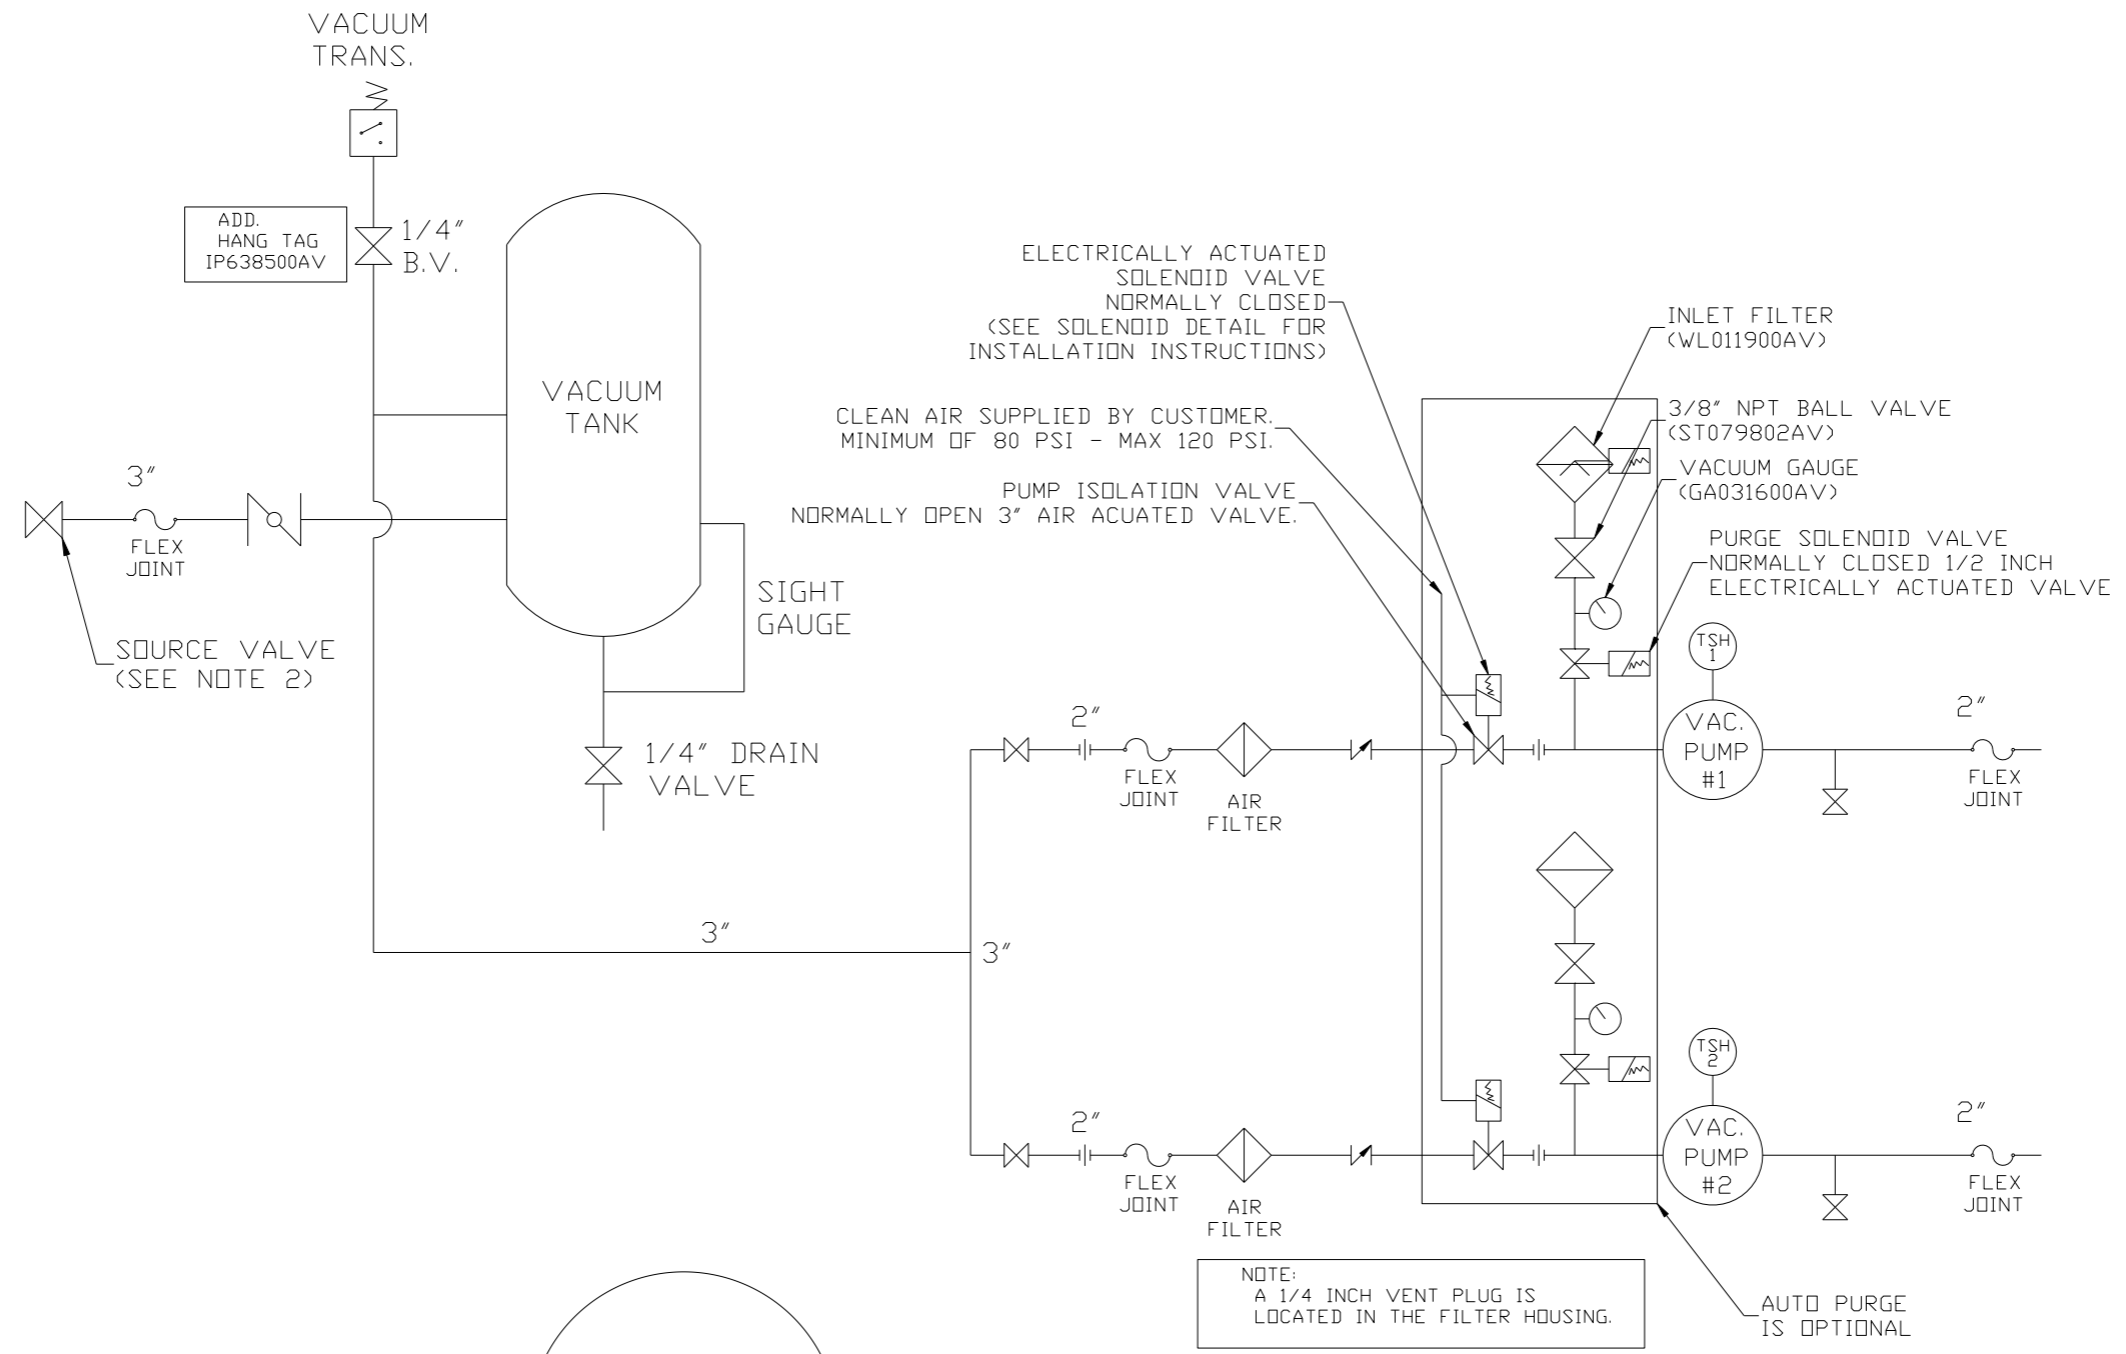 VACUUM
TRANS.
ADD.
HANG TAG
IP638500AV
1/4"
B.V.
VACUUM
TANK
3"
FLEX
JOINT
SOURCE VALVE
(SEE NOTE 2)
SIGHT
GAUGE
1/4" DRAIN
VALVE
3"
3"
ELECTRICALLY ACTUATED
SOLENOID VALVE
NORMALLY CLOSED
(SEE SOLENOID DETAIL FOR
INSTALLATION INSTRUCTIONS)
CLEAN AIR SUPPLIED BY CUSTOMER.
MINIMUM OF 80 PSI - MAX 120 PSI.
PUMP ISOLATION VALVE
NORMALLY OPEN 3" AIR ACUATED VALVE.
INLET FILTER
(WL011900AV)
3/8" NPT BALL VALVE
(ST079802AV)
VACUUM GAUGE
(GA031600AV)
PURGE SOLENOID VALVE
NORMALLY CLOSED 1/2 INCH
ELECTRICALLY ACTUATED VALVE
2"
FLEX
JOINT
AIR
FILTER
TSH
1
VAC.
PUMP
#1
2"
FLEX
JOINT
2"
FLEX
JOINT
AIR
FILTER
TSH
2
VAC.
PUMP
#2
2"
FLEX
JOINT
NOTE:
A 1/4 INCH VENT PLUG IS
LOCATED IN THE FILTER HOUSING.
AUTO PURGE
IS OPTIONAL